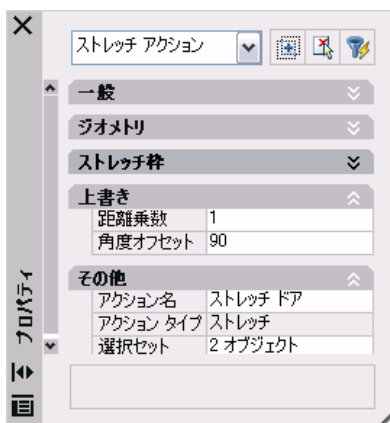 ストレッチ アクション
一般
ジオメトリ
ストレッチ枠
上書き
距離乗数 1
角度オフセット 90
その他
アクション名 ストレッチ ドア
アクション タイプ ストレッチ
選択セット 2 オブジェクト
プロパティ